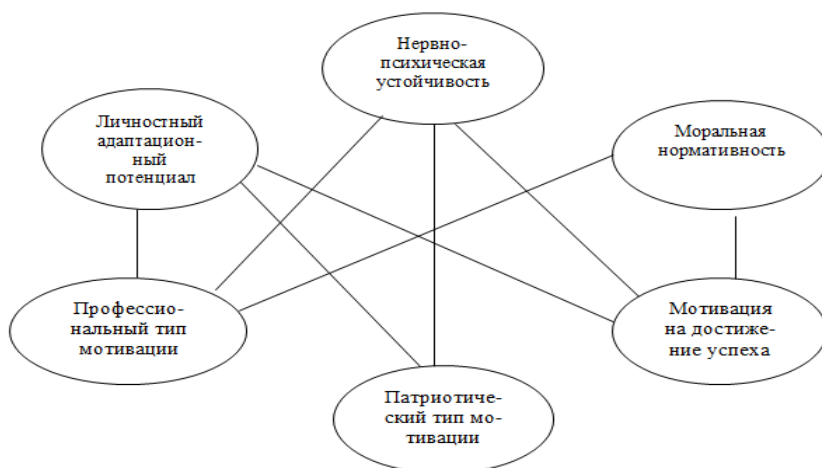 Нервно-
психическая
устойчивость
Личностный
адаптацион-
ный
потенциал
Моральная
нормативность
Профессио-
нальный тип
мотивации
Мотивация
на достиже-
ние успеха
Патриотиче-
ский тип мо-
тивации